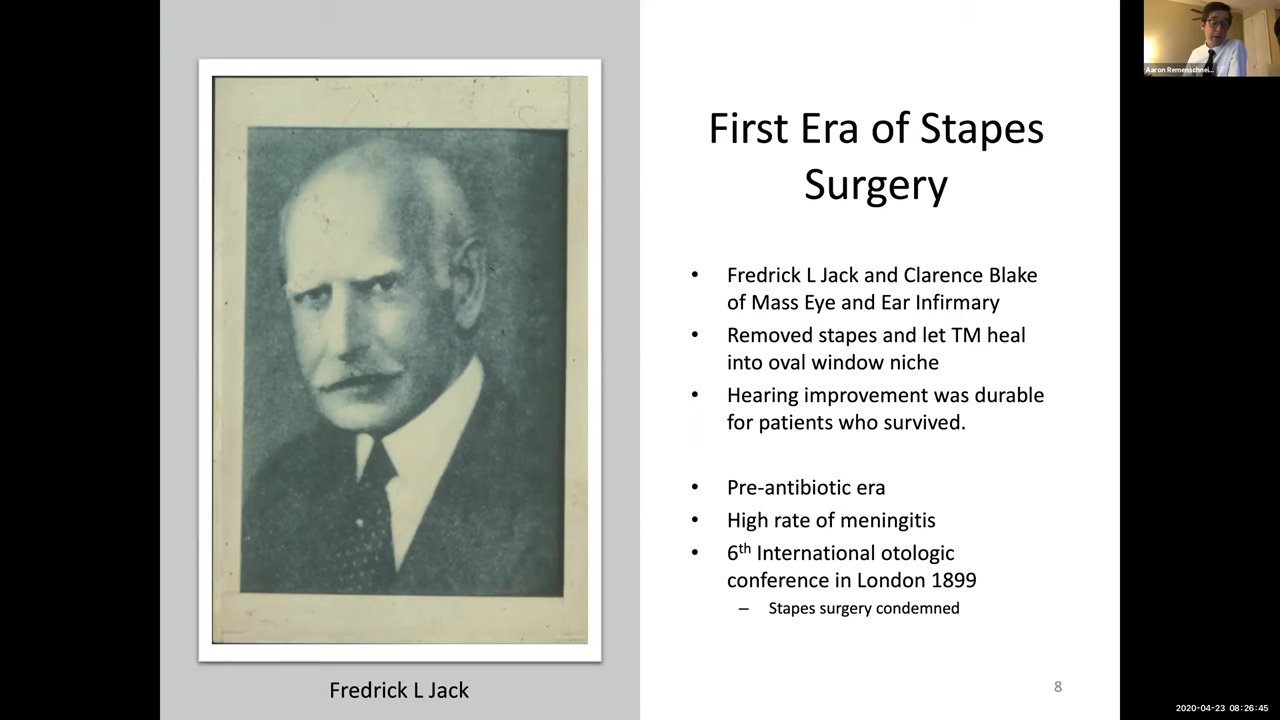 Aaron Remenschnei...
First Era of Stapes
Surgery
• Fredrick L Jack and Clarence Blake
of Mass Eye and Ear Infirmary
• Removed stapes and let TM heal
into oval window niche
• Hearing improvement was durable
for patients who survived.
• Pre-antibiotic era
• High rate of meningitis
• 6th International otologic
conference in London 1899
– Stapes surgery condemned
Fredrick L Jack
8
2020-04-23 08:26:45